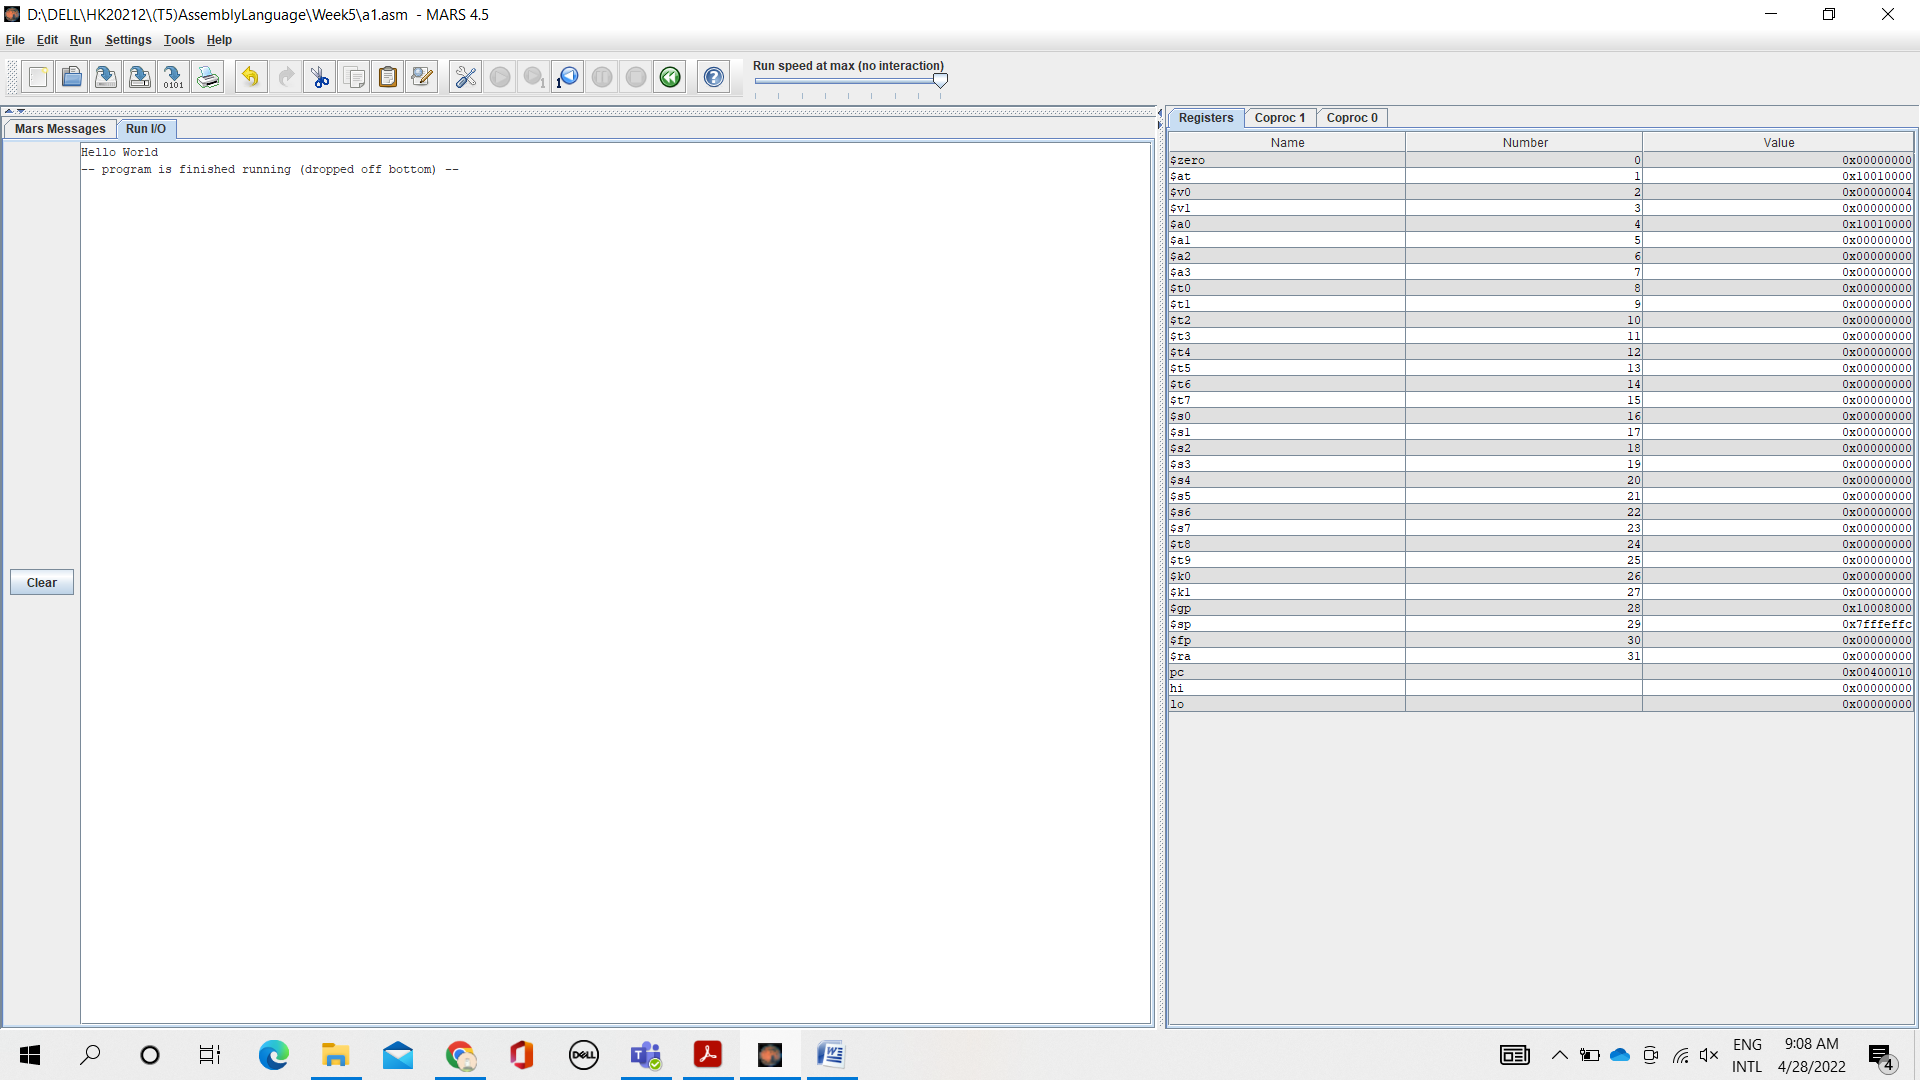 D:\DELL\HK20212\(T5)AssemblyLanguage\Week5\a1.asm - MARS 4.5
File Edit Run Settings Tools Help
Run speed at max (no interaction)
Mars Messages Run I/O
Hello World
-- program is finished running (dropped off bottom) --
Clear
Registers Coproc 1 Coproc 0
Name Number Value
$zero 0 0x00000000
$at 1 0x10010000
$v0 2 0x00000004
$v1 3 0x00000000
$a0 4 0x10010000
$a1 5 0x00000000
$a2 6 0x00000000
$a3 7 0x00000000
$t0 8 0x00000000
$t1 9 0x00000000
$t2 10 0x00000000
$t3 11 0x00000000
$t4 12 0x00000000
$t5 13 0x00000000
$t6 14 0x00000000
$t7 15 0x00000000
$s0 16 0x00000000
$s1 17 0x00000000
$s2 18 0x00000000
$s3 19 0x00000000
$s4 20 0x00000000
$s5 21 0x00000000
$s6 22 0x00000000
$s7 23 0x00000000
$t8 24 0x00000000
$t9 25 0x00000000
$k0 26 0x00000000
$k1 27 0x00000000
$gp 28 0x10008000
$sp 29 0x7fffeffc
$fp 30 0x00000000
$ra 31 0x00000000
pc 0x00400010
hi 0x00000000
lo 0x00000000
ENG 9:08 AM
INTL 4/28/2022
4